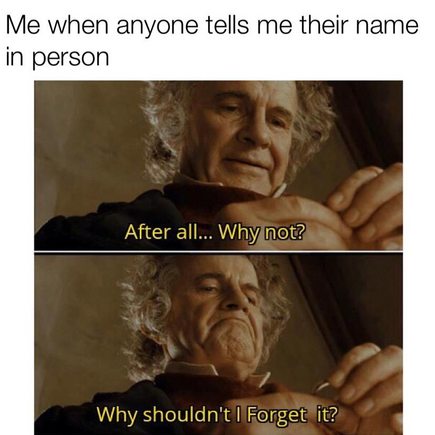 Me when anyone tells me their name
in person
After all... Why not?
Why shouldn't I Forget it?